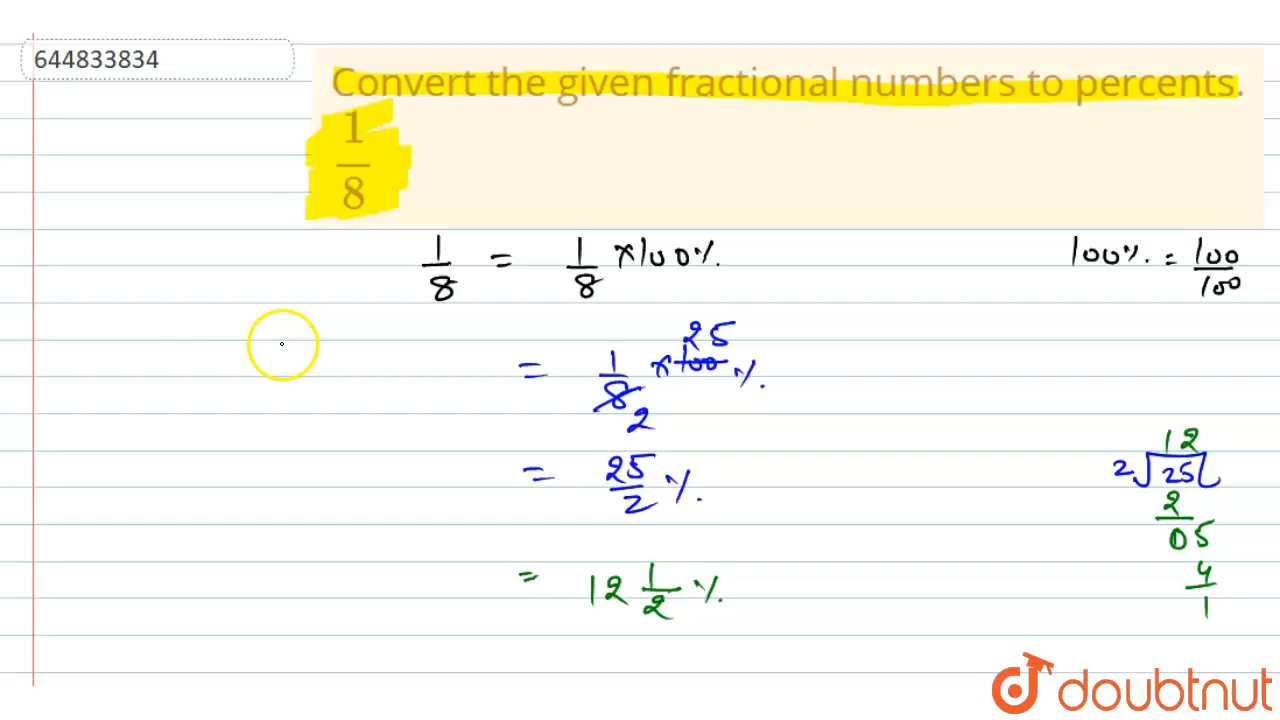 644833834
Convert the given fractional numbers to percents.
1/8
1/8 = 1/8 ×100%
100% = 100/100
= 1/8 ×100%
25
2
= 25/2 %
= 12 1/2 %
12
2 25
2
05
4
1
doubtnut